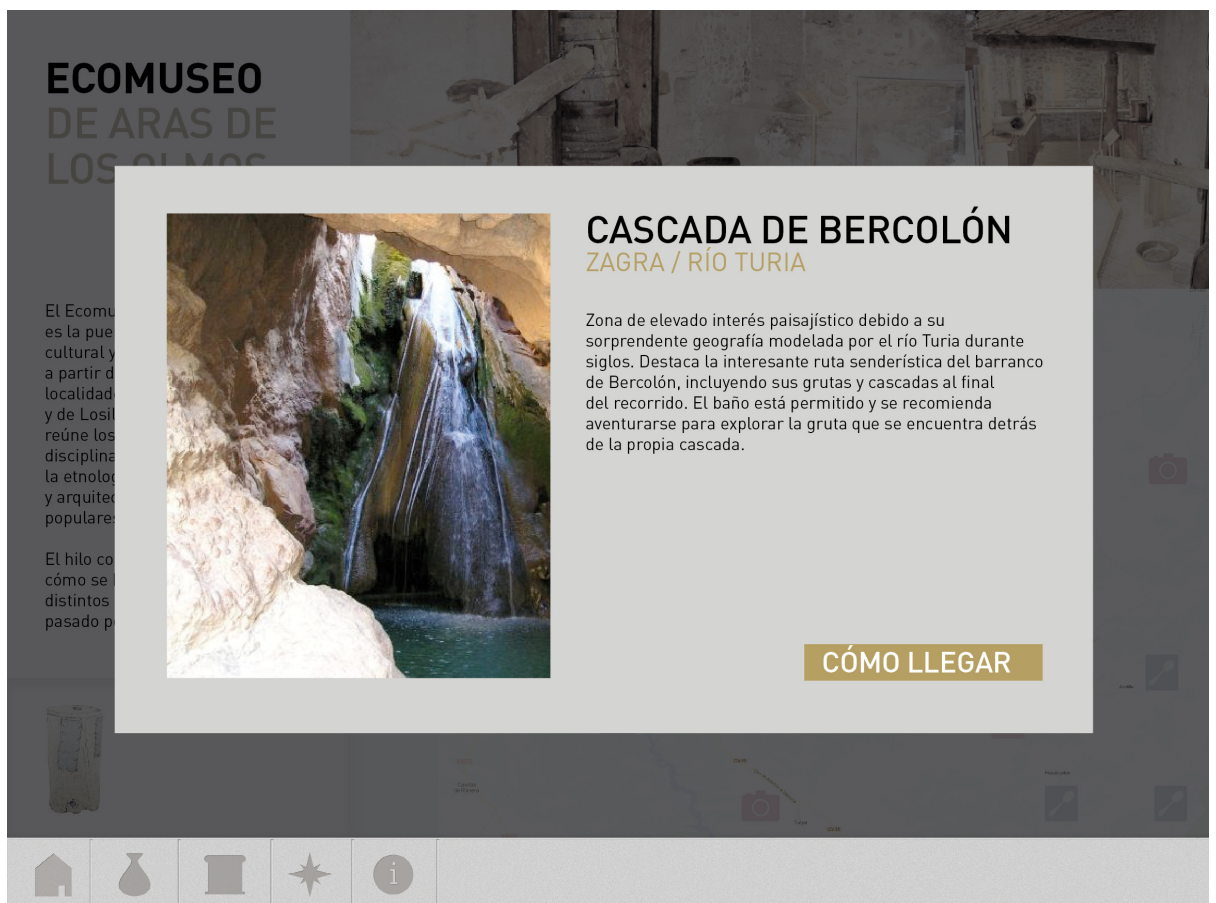 ECOMUSEO
DE ARAS DE
LOS OLMOS
CASCADA DE BERCOLÓN
ZAGRA / RÍO TURIA
Zona de elevado interés paisajístico debido a su
sorprendente geografía modelada por el río Turia durante
siglos. Destaca la interesante ruta senderística del barranco
de Bercolón, incluyendo sus grutas y cascadas al final
del recorrido. El baño está permitido y se recomienda
aventurarse para explorar la gruta que se encuentra detrás
de la propia cascada.
CÓMO LLEGAR
El Ecomu
es la pue
cultural y
a partir d
localidad
y de Losil
reúne los
disciplina
la etnolog
y arquitec
populares
El hilo co
cómo se
distintos
pasado p